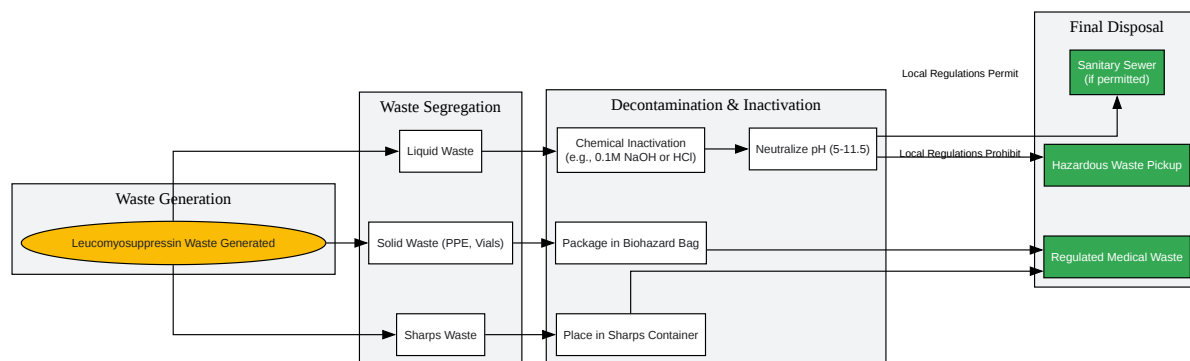 Final Disposal
Sanitary Sewer
(if permitted)
Local Regulations Permit
Waste Segregation
Decontamination & Inactivation
Liquid Waste
Chemical Inactivation
(e.g., 0.1M NaOH or HCl)
Neutralize pH (5-11.5)
Local Regulations Prohibit
Hazardous Waste Pickup
Waste Generation
Leucomyosuppressin Waste Generated
Solid Waste (PPE, Vials)
Package in Biohazard Bag
Regulated Medical Waste
Sharps Waste
Place in Sharps Container